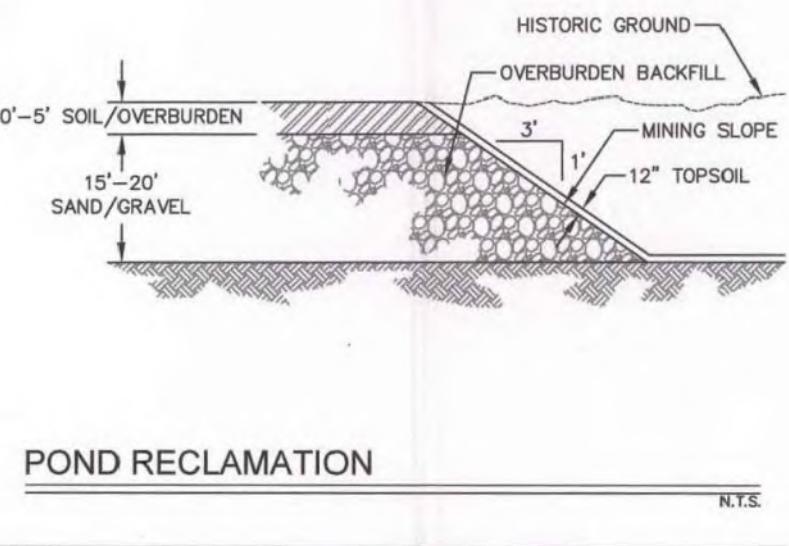 HISTORIC GROUND
OVERBURDEN BACKFILL
0'-5' SOIL/OVERBURDEN
3'
MINING SLOPE
1'
12" TOPSOIL
15'-20'
SAND/GRAVEL
POND RECLAMATION
N.T.S.